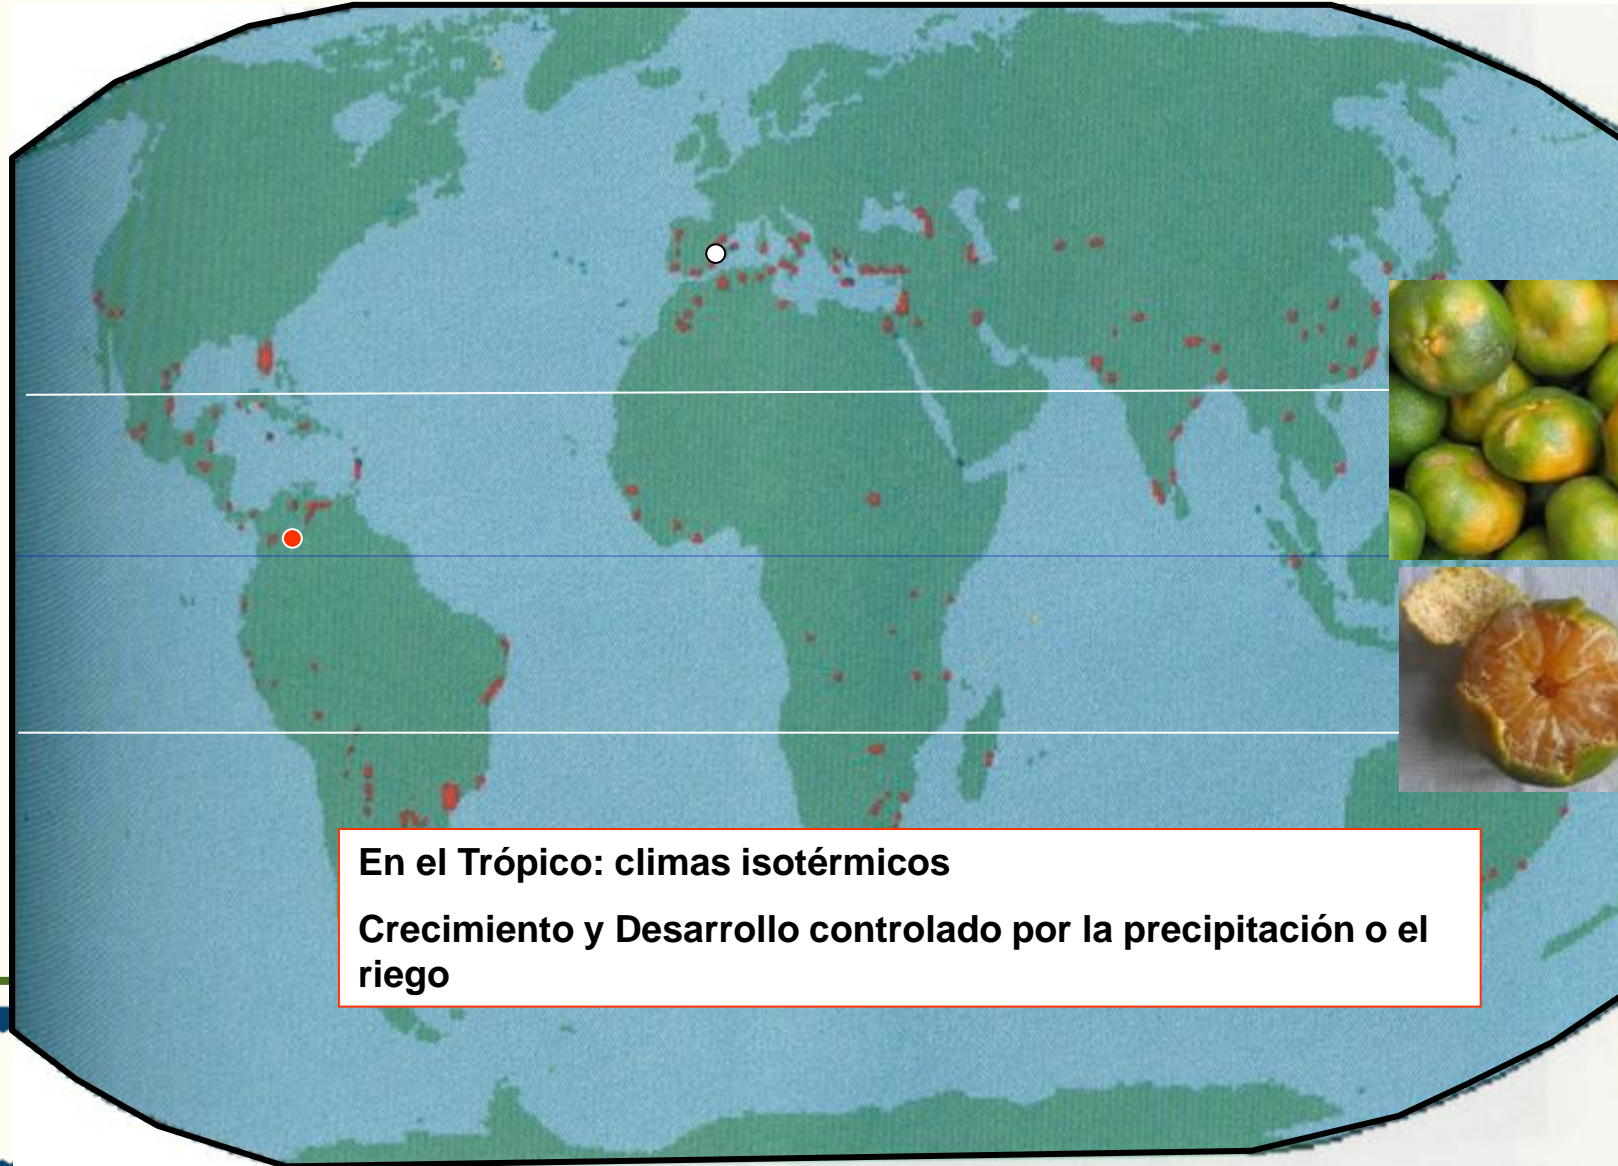 En el Trópico: climas isotérmicos
Crecimiento y Desarrollo controlado por la precipitación o el
riego